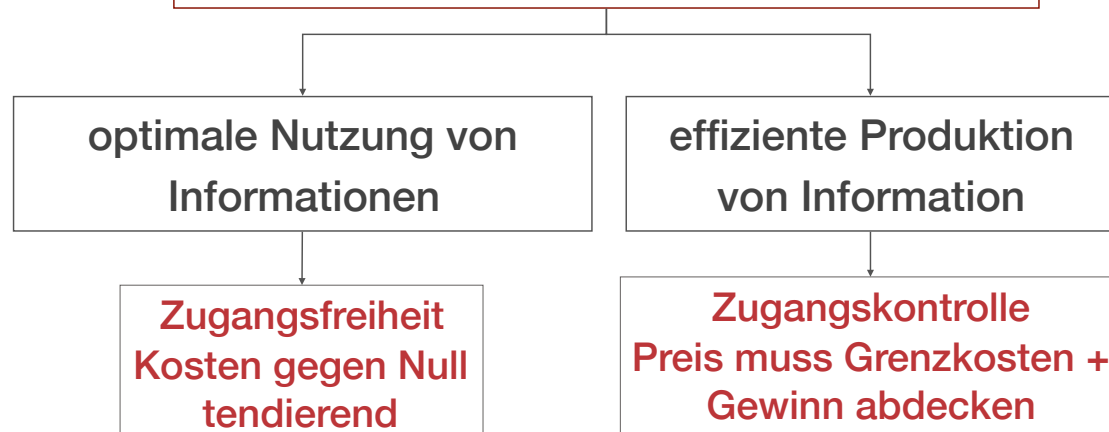 optimale Nutzung von
Informationen
effiziente Produktion
von Information
Zugangsfreiheit
Kosten gegen Null
tendierend
Zugangskontrolle
Preis muss Grenzkosten +
Gewinn abdecken